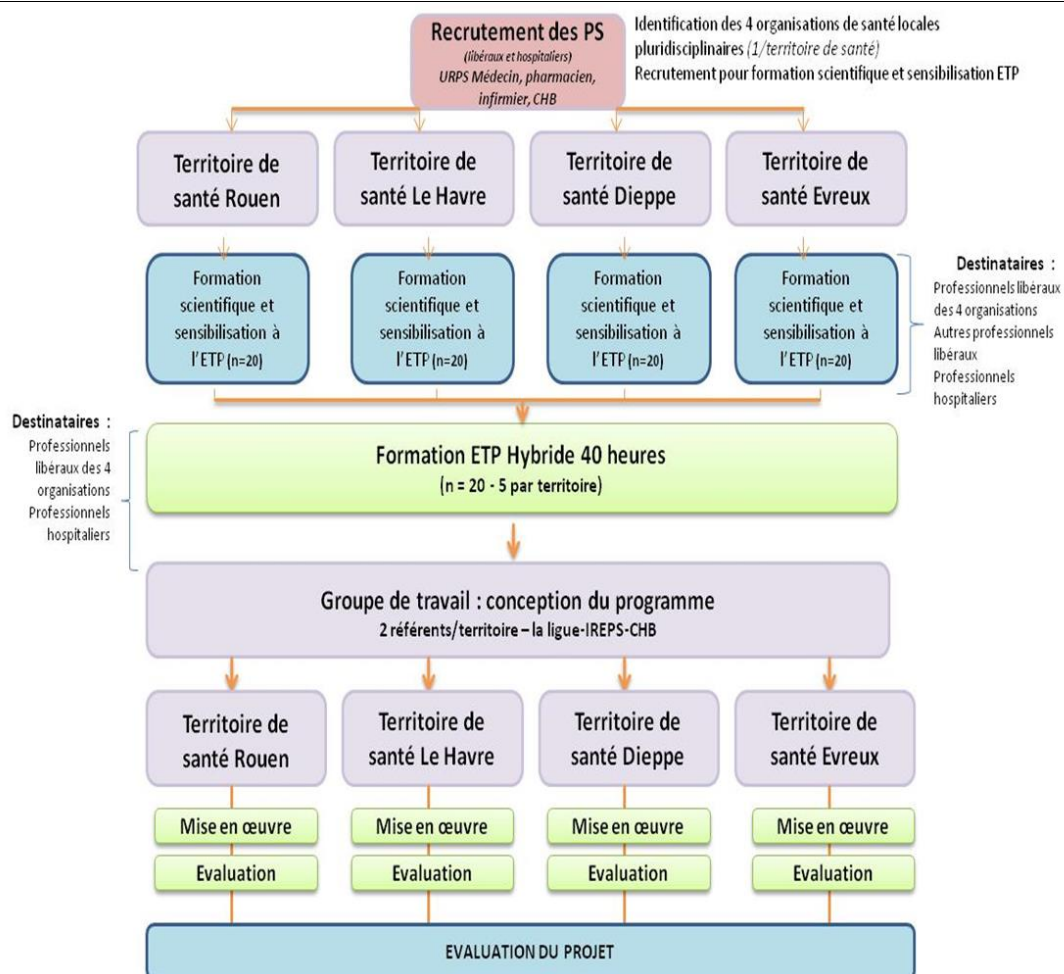 Recrutement des PS
(libéraux et hospitaliers)
URPS Médecin, pharmacien,
infirmier, CHB
Identification des 4 organisations de santé locales
pluridisciplinaires (1/territoire de santé)
Recrutement pour formation scientifique et sensibilisation ETP
Territoire de
santé Rouen
Territoire de
santé Le Havre
Territoire de
santé Dieppe
Territoire de
santé Evreux
Formation
scientifique et
sensibilisation à
l'ETP (n=20)
Formation
scientifique et
sensibilisation à
l'ETP (n=20)
Formation
scientifique et
sensibilisation à
l'ETP (n=20)
Formation
scientifique et
sensibilisation à
l'ETP (n=20)
Destinataires :
Professionnels libéraux
des 4 organisations
Autres professionnels
libéraux
Professionnels
hospitaliers
Destinataires :
Professionnels
libéraux des 4
organisations
Professionnels
hospitaliers
Formation ETP Hybride 40 heures
(n = 20 - 5 par territoire)
Groupe de travail : conception du programme
2 référents/territoire – la ligue-IREPS-CHB
Territoire de
santé Rouen
Territoire de
santé Le Havre
Territoire de
santé Dieppe
Territoire de
santé Evreux
Mise en œuvre
Mise en œuvre
Mise en œuvre
Mise en œuvre
Evaluation
Evaluation
Evaluation
Evaluation
EVALUATION DU PROJET